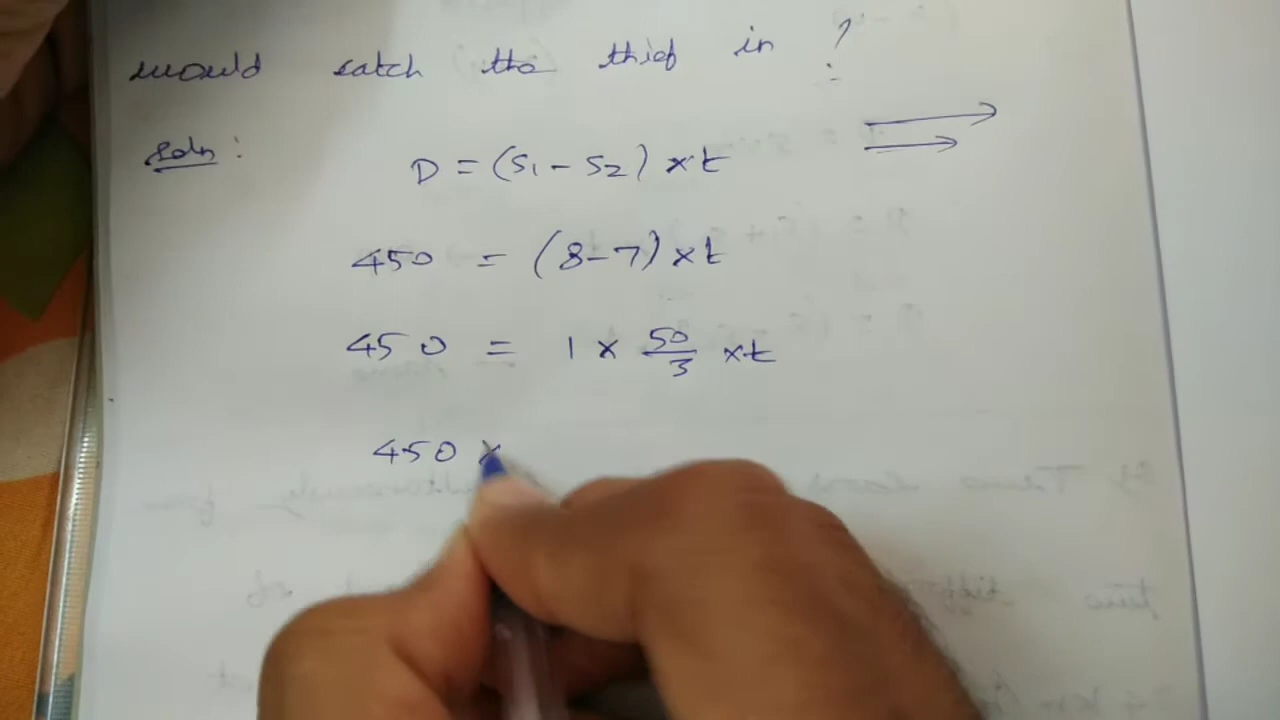 would catch the thief in ?
Soln :
D = (S₁ - S₂) × t
450 = (8-7) × t
450 = 1 × 50/3 × t
450 ×